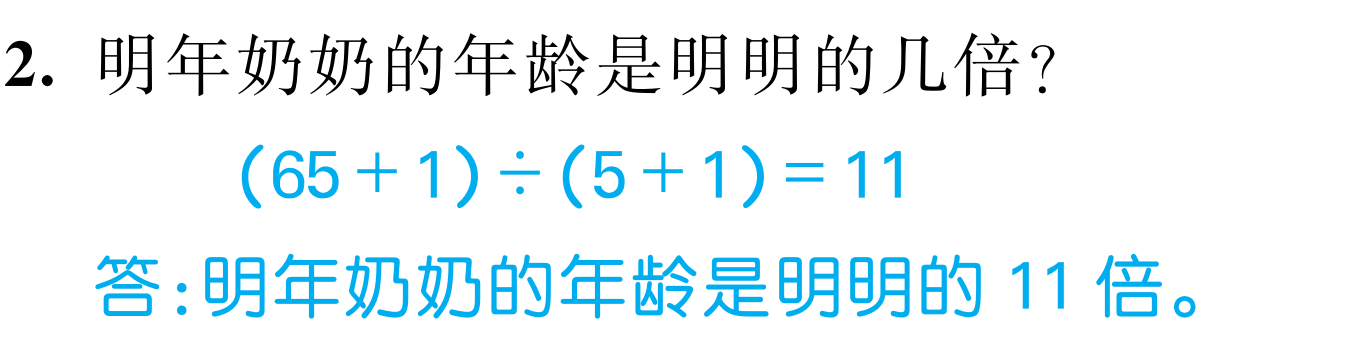 2. 明年奶奶的年龄是明明的几倍?
(65+1)÷(5+1)=11
答:明年奶奶的年龄是明明的 11 倍。